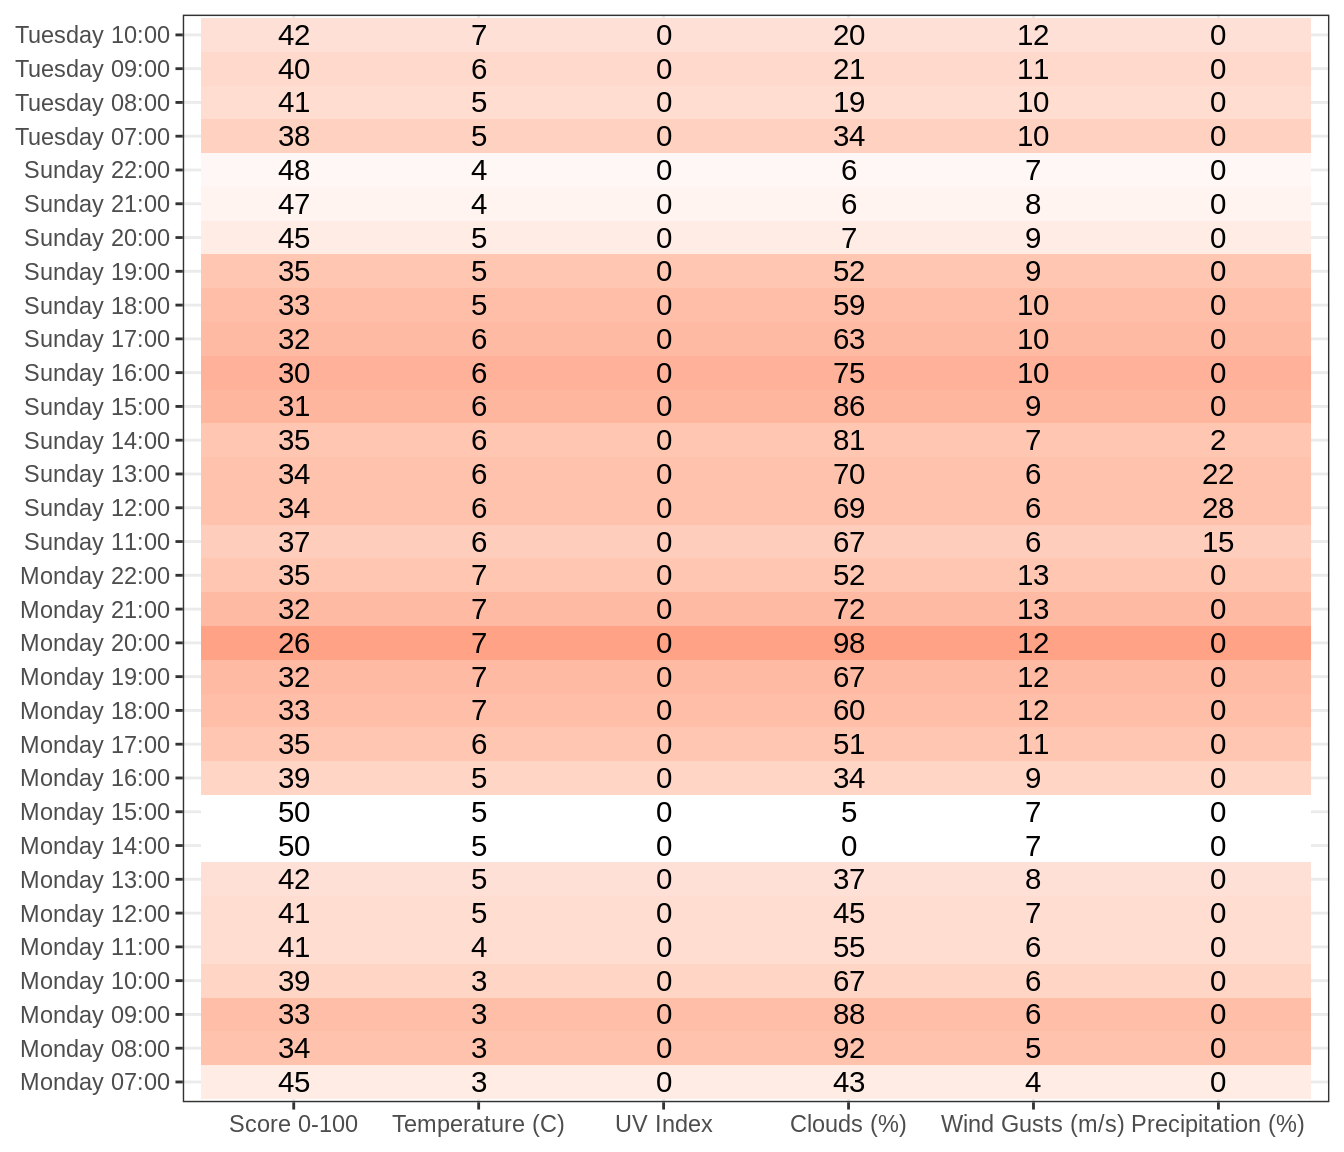 Tuesday 10:00 42 7 0 20 12 0
Tuesday 09:00 40 6 0 21 11 0
Tuesday 08:00 41 5 0 19 10 0
Tuesday 07:00 38 5 0 34 10 0
Sunday 22:00 48 4 0 6 7 0
Sunday 21:00 47 4 0 6 8 0
Sunday 20:00 45 5 0 7 9 0
Sunday 19:00 35 5 0 52 9 0
Sunday 18:00 33 5 0 59 10 0
Sunday 17:00 32 6 0 63 10 0
Sunday 16:00 30 6 0 75 10 0
Sunday 15:00 31 6 0 86 9 0
Sunday 14:00 35 6 0 81 7 2
Sunday 13:00 34 6 0 70 6 22
Sunday 12:00 34 6 0 69 6 28
Sunday 11:00 37 6 0 67 6 15
Monday 22:00 35 7 0 52 13 0
Monday 21:00 32 7 0 72 13 0
Monday 20:00 26 7 0 98 12 0
Monday 19:00 32 7 0 67 12 0
Monday 18:00 33 7 0 60 12 0
Monday 17:00 35 6 0 51 11 0
Monday 16:00 39 5 0 34 9 0
Monday 15:00 50 5 0 5 7 0
Monday 14:00 50 5 0 0 7 0
Monday 13:00 42 5 0 37 8 0
Monday 12:00 41 5 0 45 7 0
Monday 11:00 41 4 0 55 6 0
Monday 10:00 39 3 0 67 6 0
Monday 09:00 33 3 0 88 6 0
Monday 08:00 34 3 0 92 5 0
Monday 07:00 45 3 0 43 4 0
Score 0-100 Temperature (C) UV Index Clouds (%) Wind Gusts (m/s) Precipitation (%)